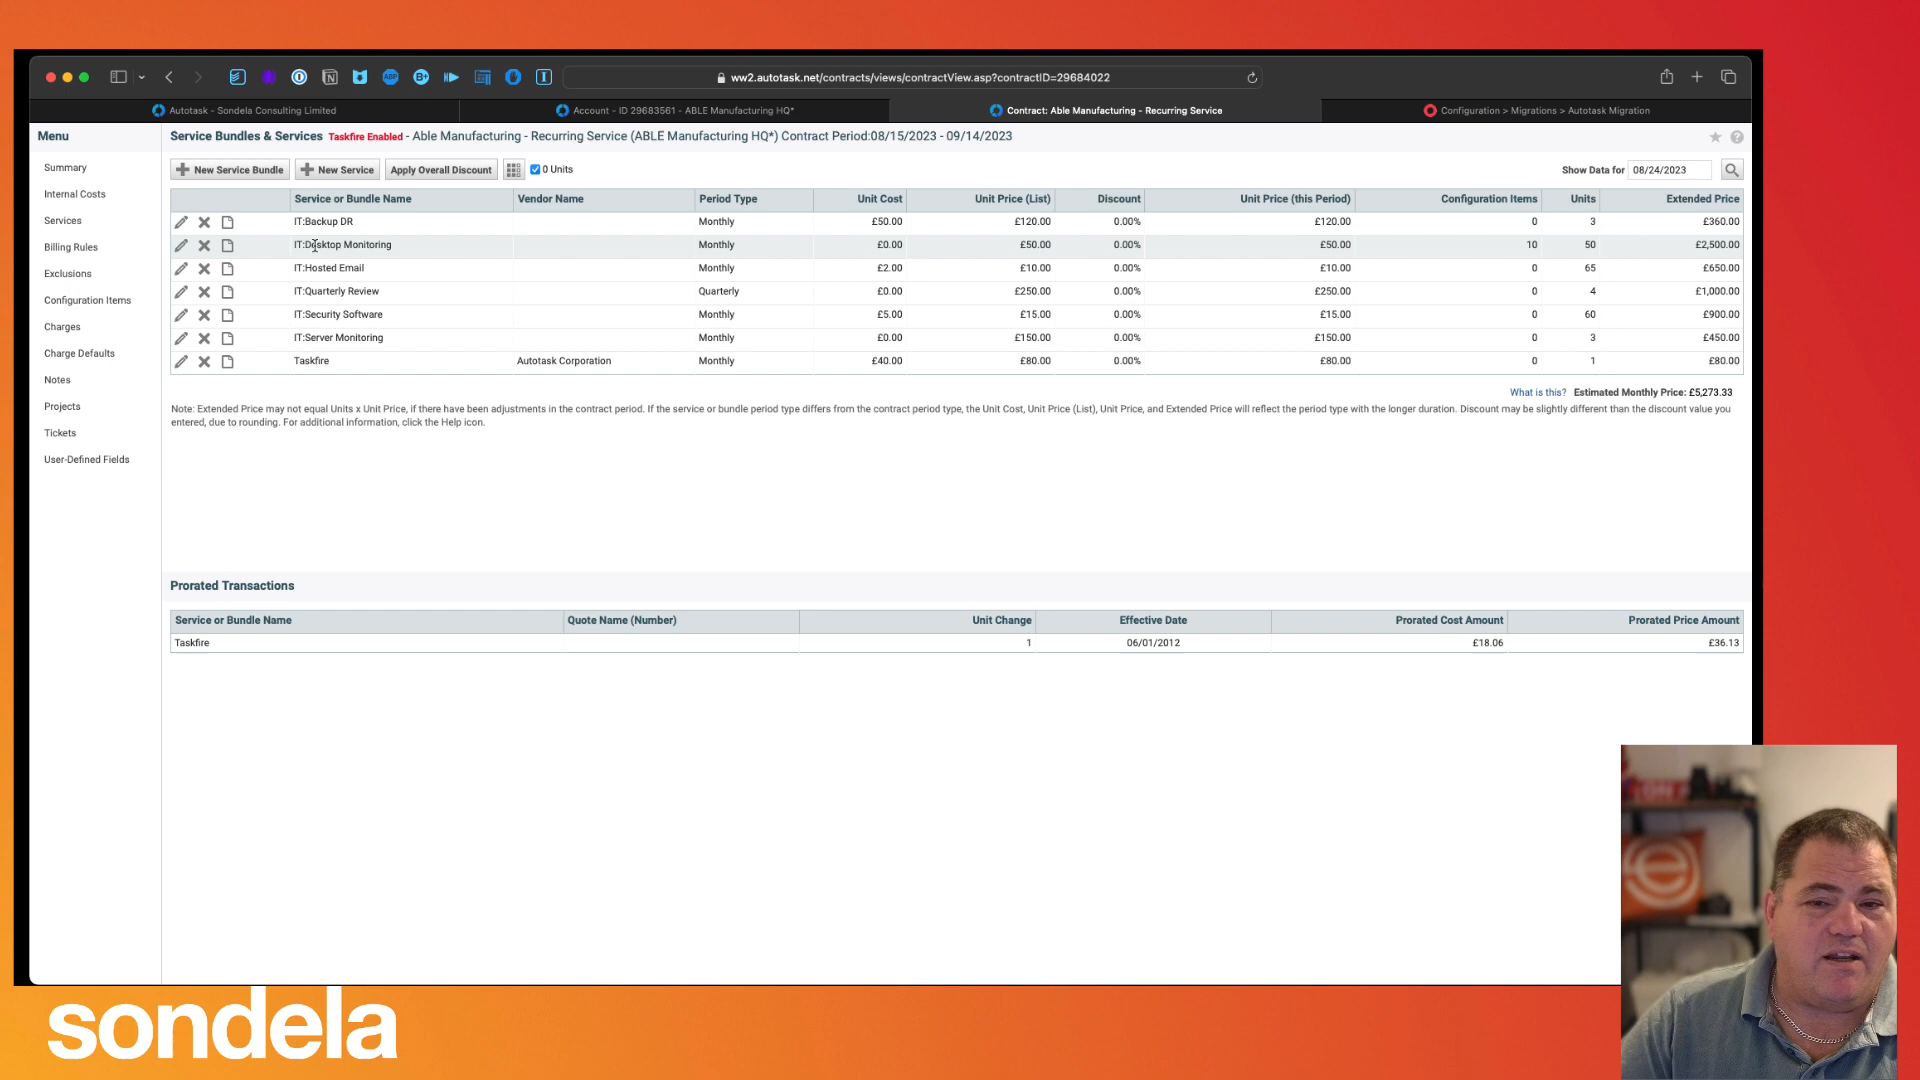 ww2.autotask.net/contracts/views/contractView.asp?contractID=29684022
Autotask - Sondela Consulting Limited
Account - ID 29683561 - ABLE Manufacturing HQ*
Contract: Able Manufacturing - Recurring Service
Configuration > Migrations > Autotask Migration
Menu
Service Bundles & Services Taskfire Enabled - Able Manufacturing - Recurring Service (ABLE Manufacturing HQ*) Contract Period:08/15/2023 - 09/14/2023
Summary
Internal Costs
Services
Billing Rules
Exclusions
Configuration Items
Charges
Charge Defaults
Notes
Projects
Tickets
User-Defined Fields
New Service Bundle New Service Apply Overall Discount 0 Units Show Data for 08/24/2023
Service or Bundle Name Vendor Name Period Type Unit Cost Unit Price (List) Discount Unit Price (this Period) Configuration Items Units Extended Price
IT:Backup DR Monthly £50.00 £120.00 0.00% £120.00 0 3 £360.00
IT:Desktop Monitoring Monthly £0.00 £50.00 0.00% £50.00 10 50 £2,500.00
IT:Hosted Email Monthly £2.00 £10.00 0.00% £10.00 0 65 £650.00
IT:Quarterly Review Quarterly £0.00 £250.00 0.00% £250.00 0 4 £1,000.00
IT:Security Software Monthly £5.00 £15.00 0.00% £15.00 0 60 £900.00
IT:Server Monitoring Monthly £0.00 £150.00 0.00% £150.00 0 3 £450.00
Taskfire Autotask Corporation Monthly £40.00 £80.00 0.00% £80.00 0 1 £80.00
What is this? Estimated Monthly Price: £5,273.33
Note: Extended Price may not equal Units x Unit Price, if there have been adjustments in the contract period. If the service or bundle period type differs from the contract period type, the Unit Cost, Unit Price (List), Unit Price, and Extended Price will reflect the period type with the longer duration. Discount may be slightly different than the discount value you
entered, due to rounding. For additional information, click the Help icon.
Prorated Transactions
Service or Bundle Name Quote Name (Number) Unit Change Effective Date Prorated Cost Amount Prorated Price Amount
Taskfire 1 06/01/2012 £18.06 £36.13
sondela